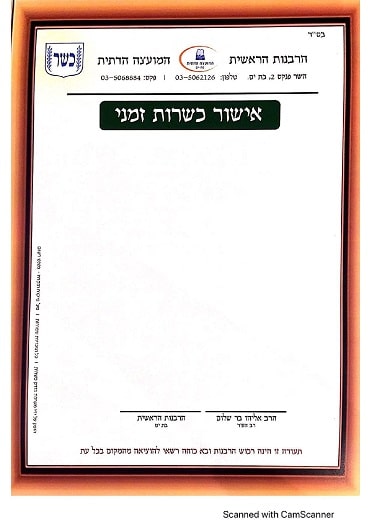 בס"ד
כשר
הרבנות הראשית המועצה הדתית
השר פנקס 2, בת ים. טלפון: 03-5062126 | פקס: 03-5068684
אישור כשרות זמני
הרב אליהו בר שלום הרבנות הראשית
רב העיר בת ים
תעודה זו הינה רכוש הרבנות ובא כוחה רשאי להוציאה מהמקום בכל עת
Scanned with CamScanner